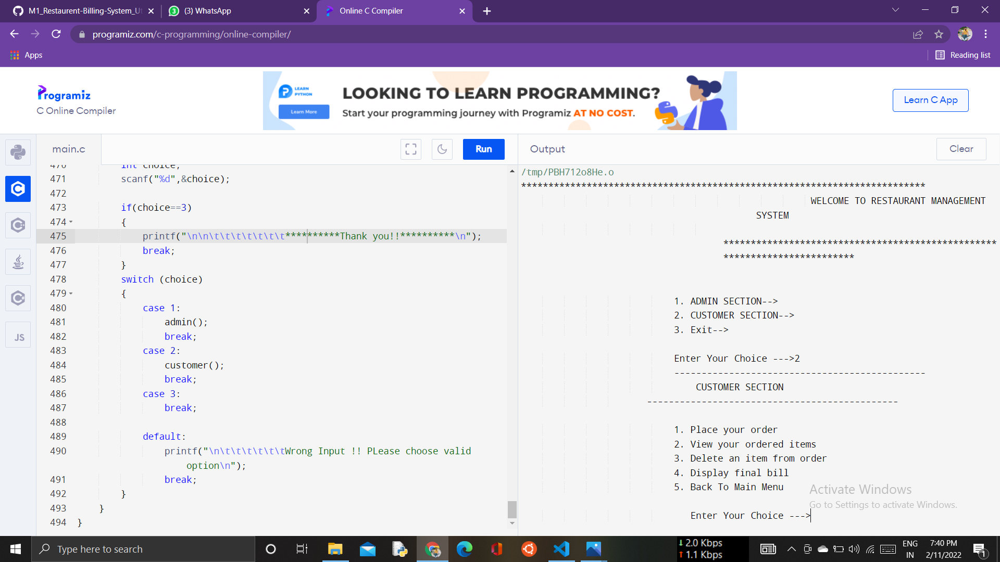 M1_Restaurent-Billing-System_Ut
(3) WhatsApp
Online C Compiler
programiz.com/c-programming/online-compiler/
Apps
Reading list
Programiz
C Online Compiler
LEARN
PYTHON
Learn More
LOOKING TO LEARN PROGRAMMING?
Start your programming journey with Programiz AT NO COST.
Learn C App
main.c
Run
470 int choice;
471 scanf("%d",&choice);
472
473 if(choice==3)
474 {
475 printf("\n\n\t\t\t\t\t\t\t**********Thank you!!**********\n");
476 break;
477 }
478 switch (choice)
479 {
480 case 1:
481 admin();
482 break;
483 case 2:
484 customer();
485 break;
486 case 3:
487 break;
488
489 default:
490 printf("\n\t\t\t\t\t\tWrong Input !! PLease choose valid
option\n");
491 break;
492 }
493 }
494 }
JS
Output
Clear
/tmp/PBH712o8He.o
**************************************************************************
WELCOME TO RESTAURANT MANAGEMENT
SYSTEM
**************************************************
************************
1. ADMIN SECTION-->
2. CUSTOMER SECTION-->
3. Exit-->
Enter Your Choice --->2
----------------------------------------------
CUSTOMER SECTION
----------------------------------------------
1. Place your order
2. View your ordered items
3. Delete an item from order
4. Display final bill
5. Back To Main Menu
Enter Your Choice --->
Activate Windows
Go to Settings to activate Windows.
Type here to search
2.0 Kbps
1.1 Kbps
ENG
IN
7:40 PM
2/11/2022
1